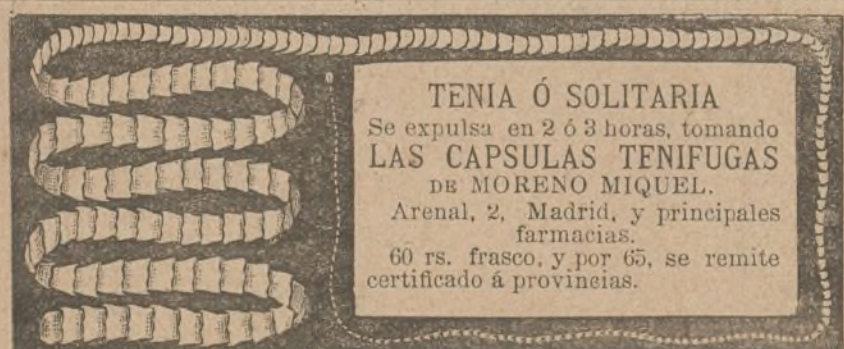 TENIA Ó SOLITARIA
Se expulsa en 2 ó 3 horas, tomando
LAS CAPSULAS TENIFUGAS
DE MORENO MIQUEL.
Arenal, 2, Madrid, y principales
farmacias.
60 rs. frasco, y por 65, se remite
certificado á provincias.